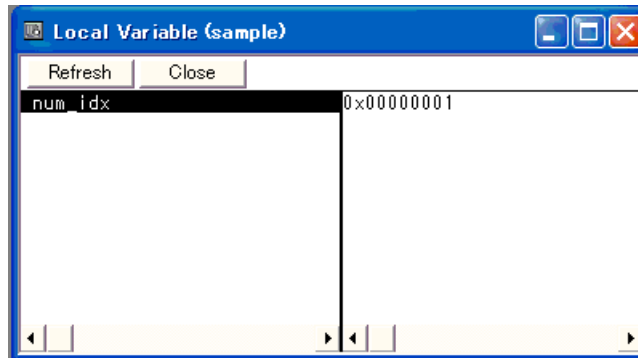 Local Variable (sample)
Refresh Close
num_idx 0x00000001